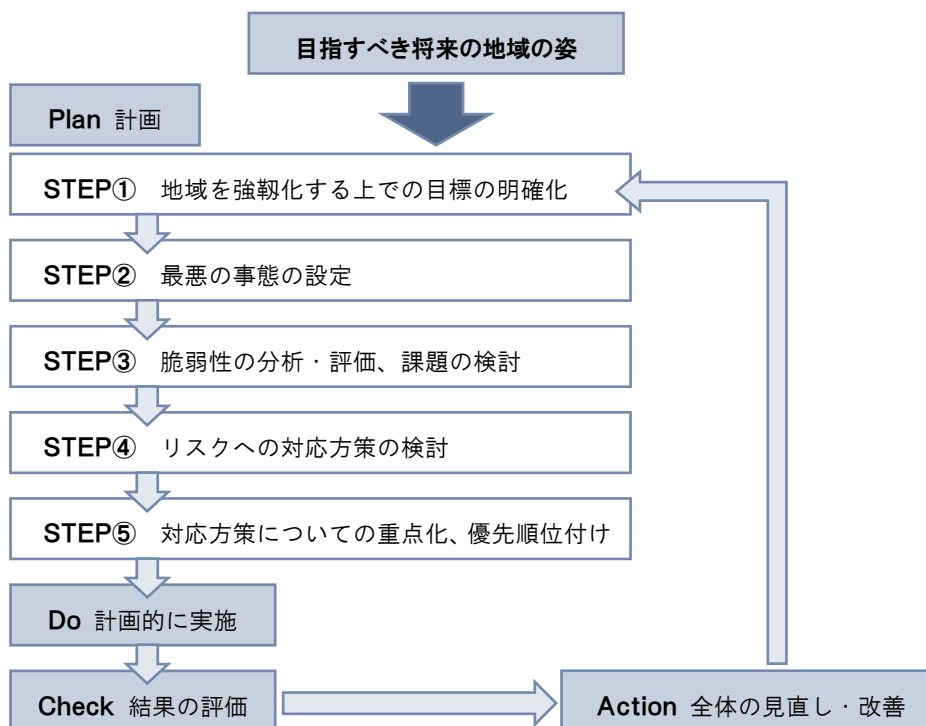 目指すべき将来の地域の姿
Plan 計画
STEP① 地域を強靱化する上での目標の明確化
STEP② 最悪の事態の設定
STEP③ 脆弱性の分析・評価、課題の検討
STEP④ リスクへの対応方策の検討
STEP⑤ 対応方策についての重点化、優先順位付け
Do 計画的に実施
Check 結果の評価
Action 全体の見直し・改善